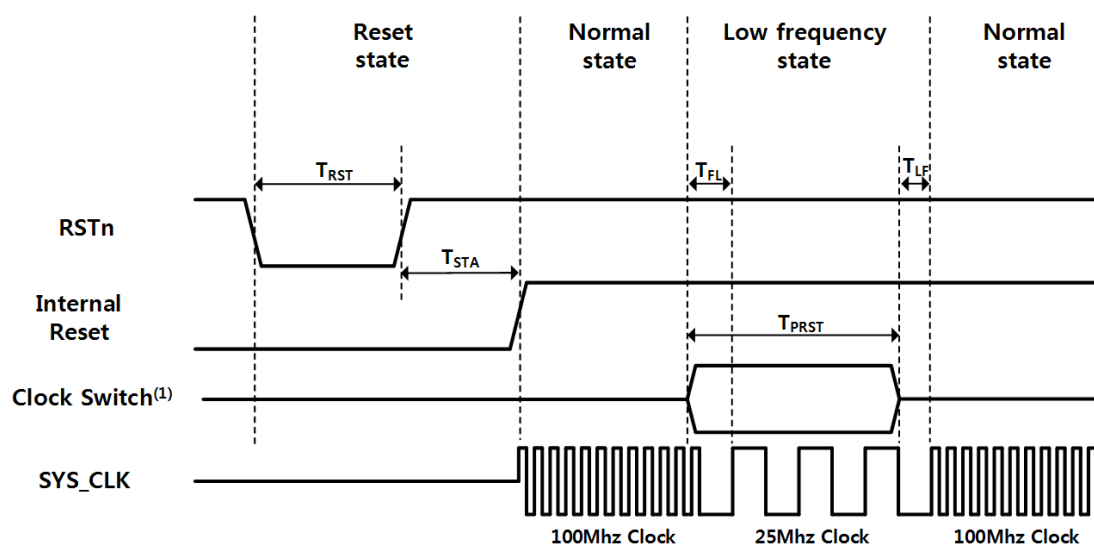 Reset
state
Normal
state
Low frequency
state
Normal
state
TRST
TFL
TLF
RSTn
TSTA
Internal
Reset
TPRST
Clock Switch(1)
SYS_CLK
100Mhz Clock
25Mhz Clock
100Mhz Clock